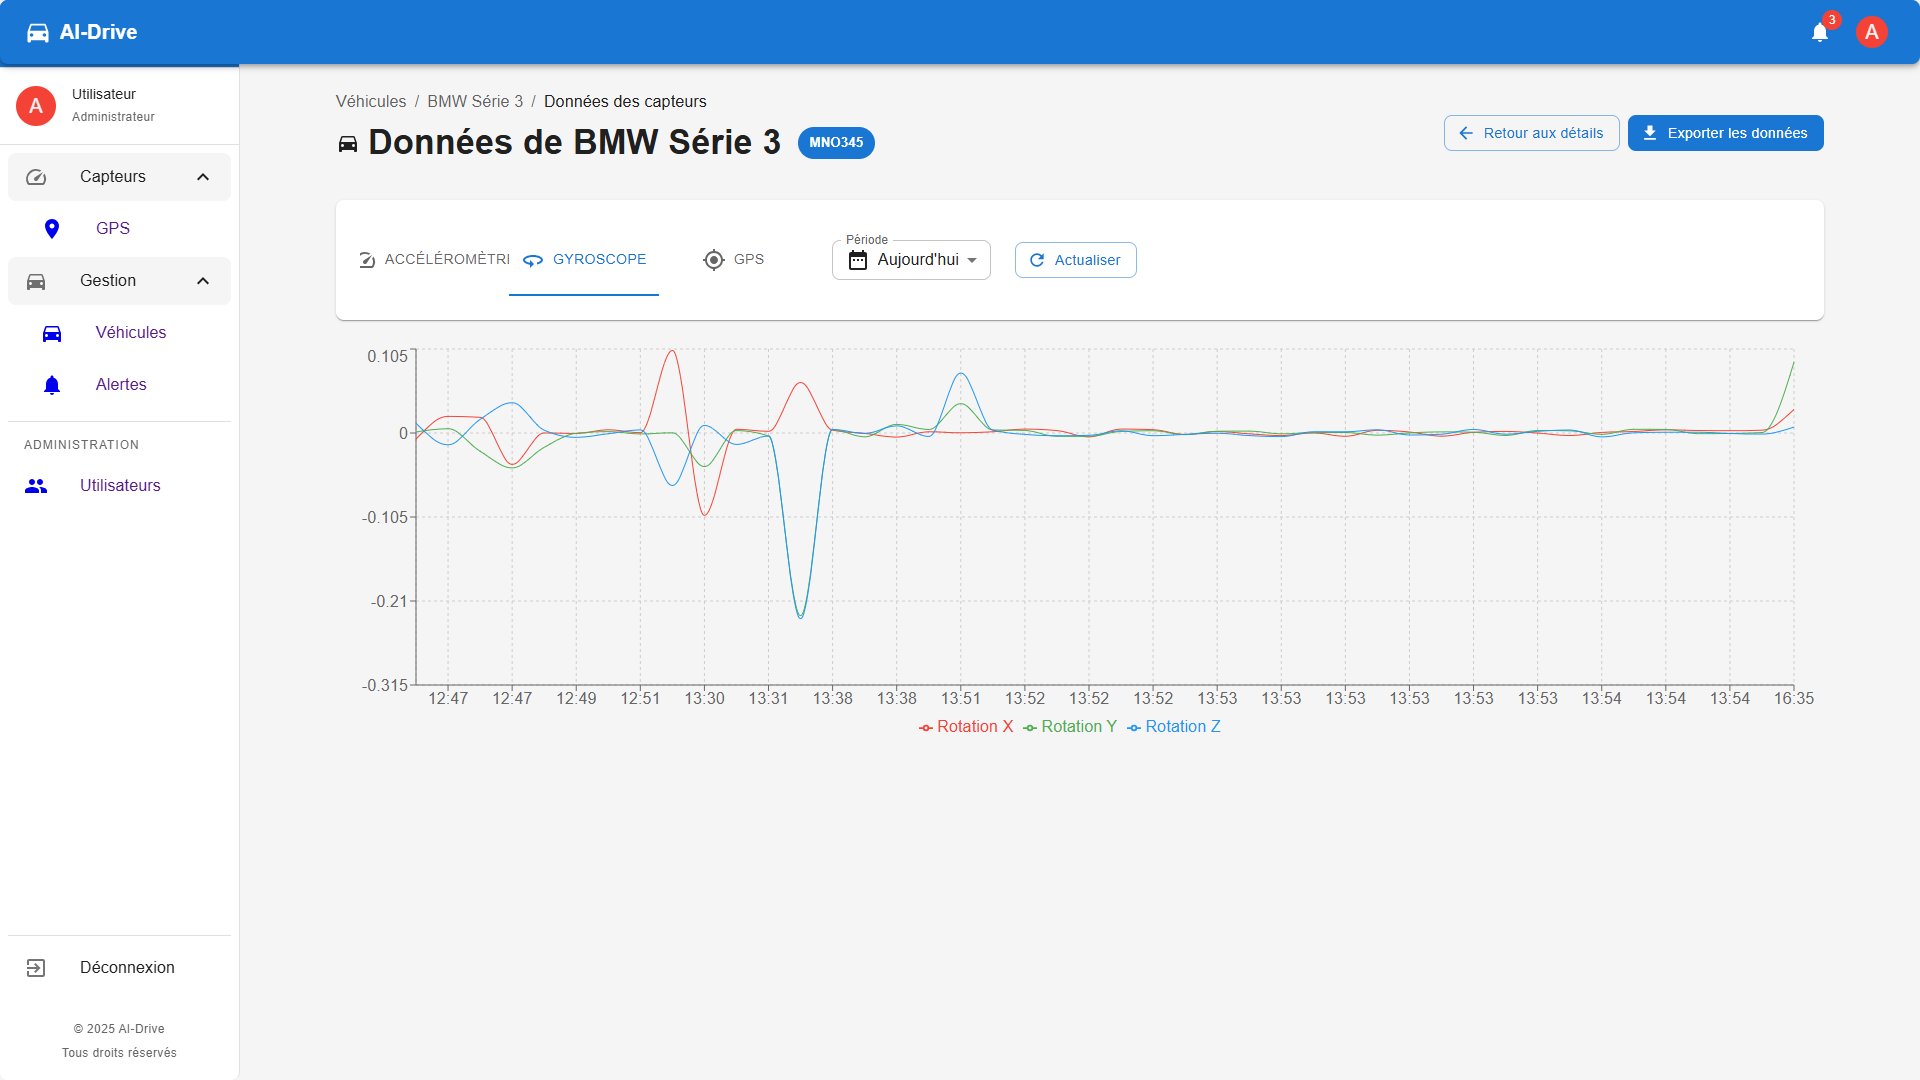 AI-Drive
3
A
A
Utilisateur
Administrateur
Capteurs
GPS
Gestion
Véhicules
Alertes
ADMINISTRATION
Utilisateurs
Déconnexion
© 2025 AI-Drive
Tous droits réservés
Véhicules / BMW Série 3 / Données des capteurs
Données de BMW Série 3 MNO345
Retour aux détails
Exporter les données
ACCÉLÉROMÈTRI
GYROSCOPE
GPS
Période
Aujourd'hui
Actualiser
0.105
0
-0.105
-0.21
-0.315
12:47 12:47 12:49 12:51 13:30 13:31 13:38 13:38 13:51 13:52 13:52 13:52 13:53 13:53 13:53 13:53 13:53 13:53 13:54 13:54 13:54 16:35
Rotation X Rotation Y Rotation Z